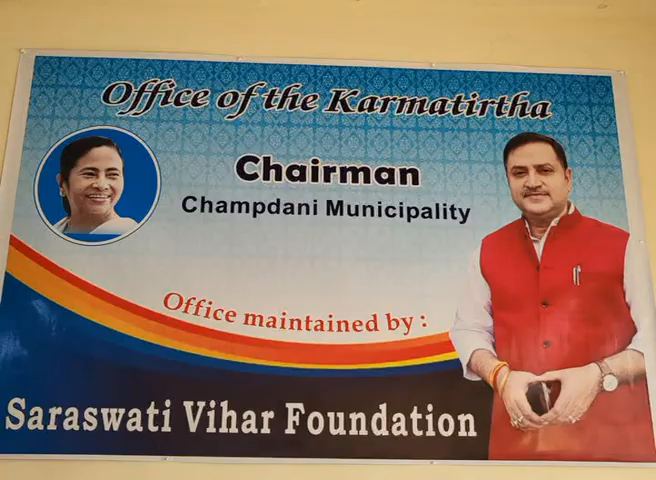 Office of the Karmatirtha
Chairman
Champdani Municipality
Office maintained by :
Saraswati Vihar Foundation